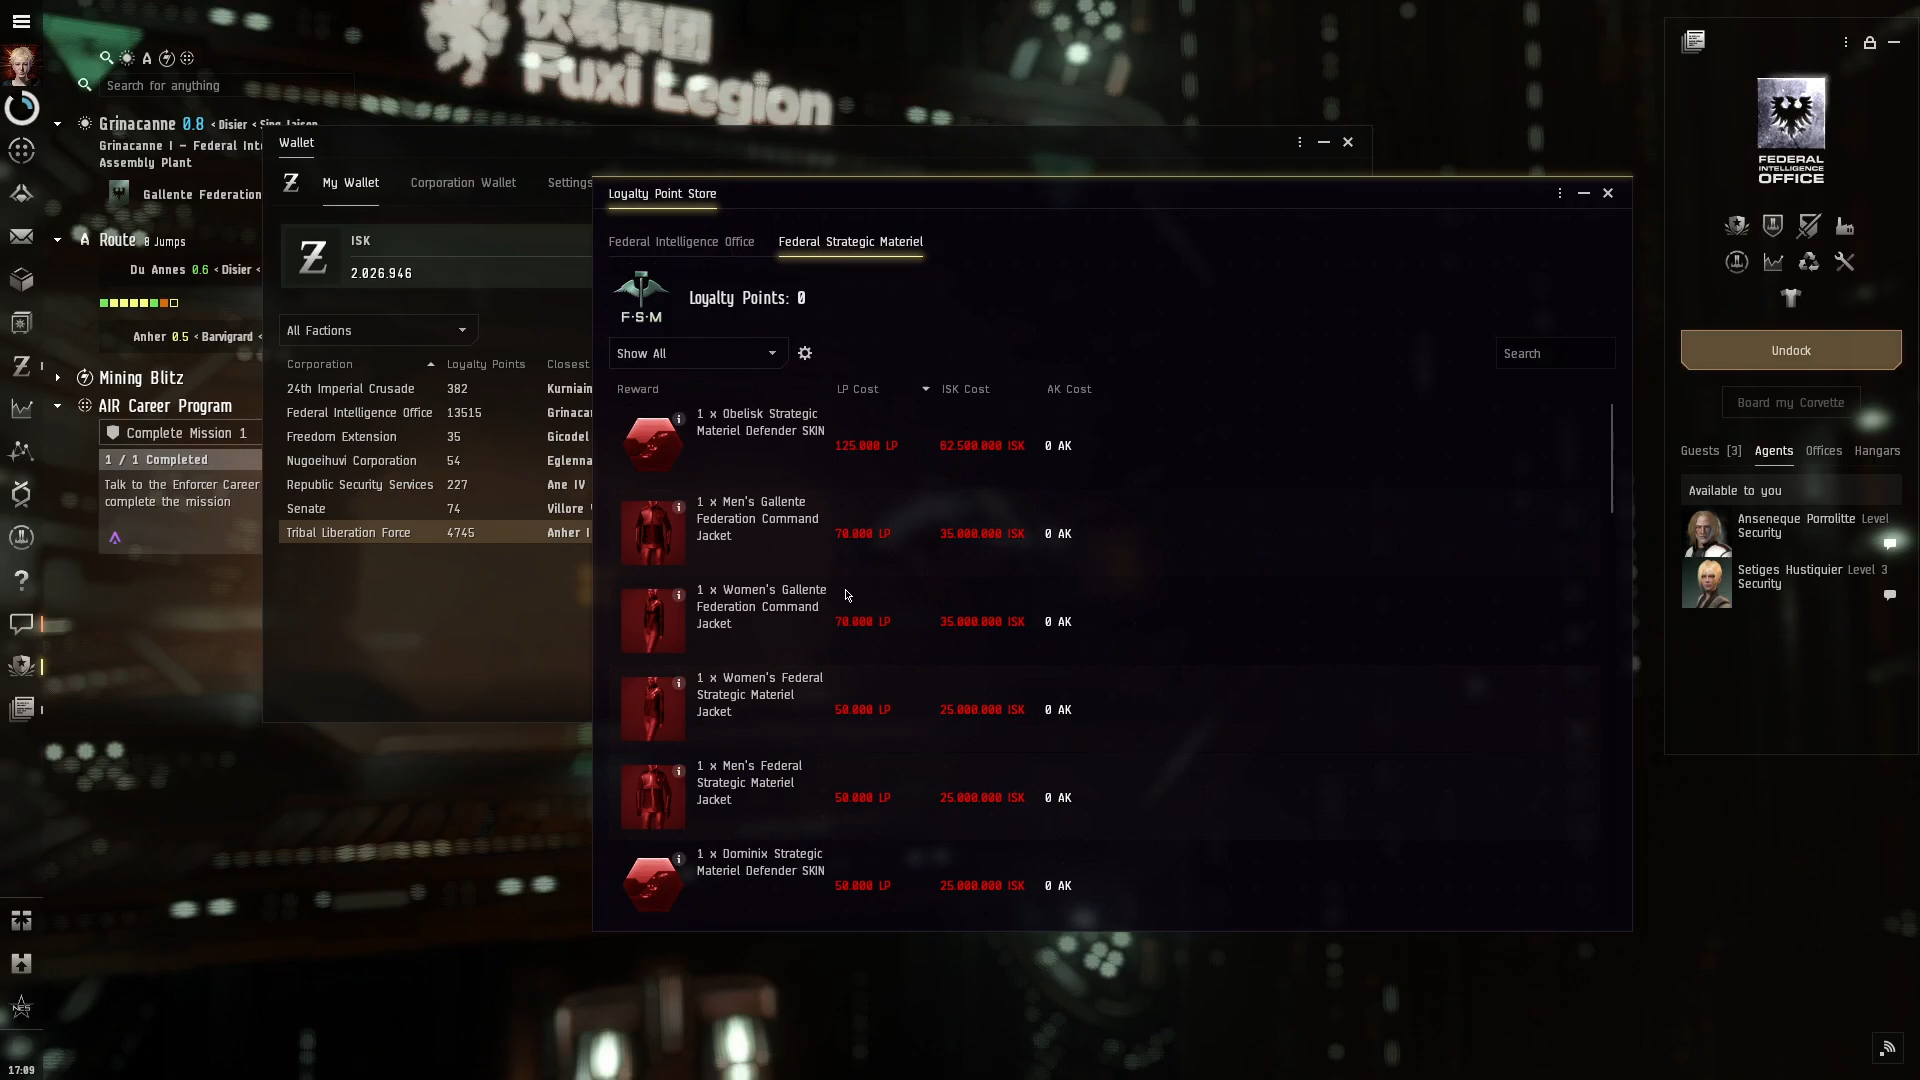 Fuxi Legion
Search for anything
Grinacanne 0.8 < Disier < Sing Laison
Grinacanne I - Federal Inte
Assembly Plant
Gallente Federation
Route 8 Jumps
Du Annes 0.6 < Disier <
Anher 0.5 < Barvigrard <
Mining Blitz
AIR Career Program
Complete Mission 1
1 / 1 Completed
Talk to the Enforcer Career
complete the mission
NES
17:09
Wallet
My Wallet Corporation Wallet Settings
ISK
2.026.946
All Factions
Corporation Loyalty Points Closest
24th Imperial Crusade 382 Kurniain
Federal Intelligence Office 13515 Grinacan
Freedom Extension 35 Gicodel
Nugoeihuvi Corporation 54 Eglenna
Republic Security Services 227 Ane IV
Senate 74 Villore
Tribal Liberation Force 4745 Anher I
Loyalty Point Store
Federal Intelligence Office Federal Strategic Materiel
F·S·M
Loyalty Points: 0
Show All
Search
Reward LP Cost ISK Cost AK Cost
1 x Obelisk Strategic
Materiel Defender SKIN
125.000 LP 62.500.000 ISK 0 AK
1 x Men's Gallente
Federation Command
Jacket
70.000 LP 35.000.000 ISK 0 AK
1 x Women's Gallente
Federation Command
Jacket
70.000 LP 35.000.000 ISK 0 AK
1 x Women's Federal
Strategic Materiel
Jacket
50.000 LP 25.000.000 ISK 0 AK
1 x Men's Federal
Strategic Materiel
Jacket
50.000 LP 25.000.000 ISK 0 AK
1 x Dominix Strategic
Materiel Defender SKIN
50.000 LP 25.000.000 ISK 0 AK
FEDERAL
INTELLIGENCE
OFFICE
Undock
Board my Corvette
Guests [3] Agents Offices Hangars
Available to you
Anseneque Porrolitte Level
Security
Setiges Hustiquier Level 3
Security